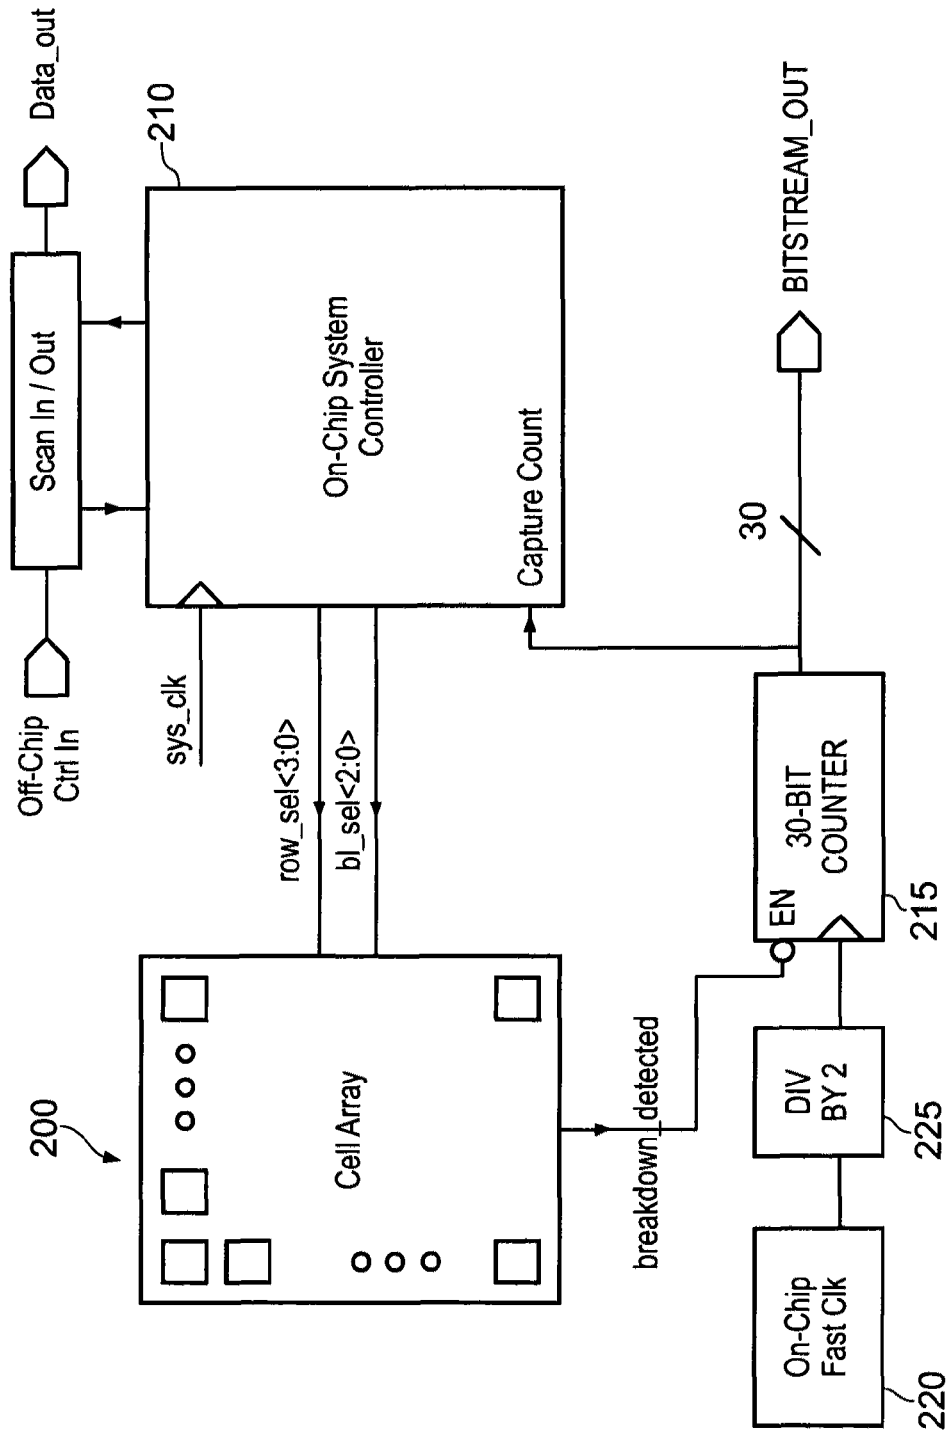 Off-Chip
Ctrl In
Scan In / Out
Data_out
210
sys_clk
On-Chip System
Controller
Capture Count
row_sel<3:0>
bl_sel<2:0>
200
Cell Array
breakdown_detected
On-Chip
Fast Clk
220
DIV
BY 2
225
EN
30-BIT
COUNTER
215
30
BITSTREAM_OUT